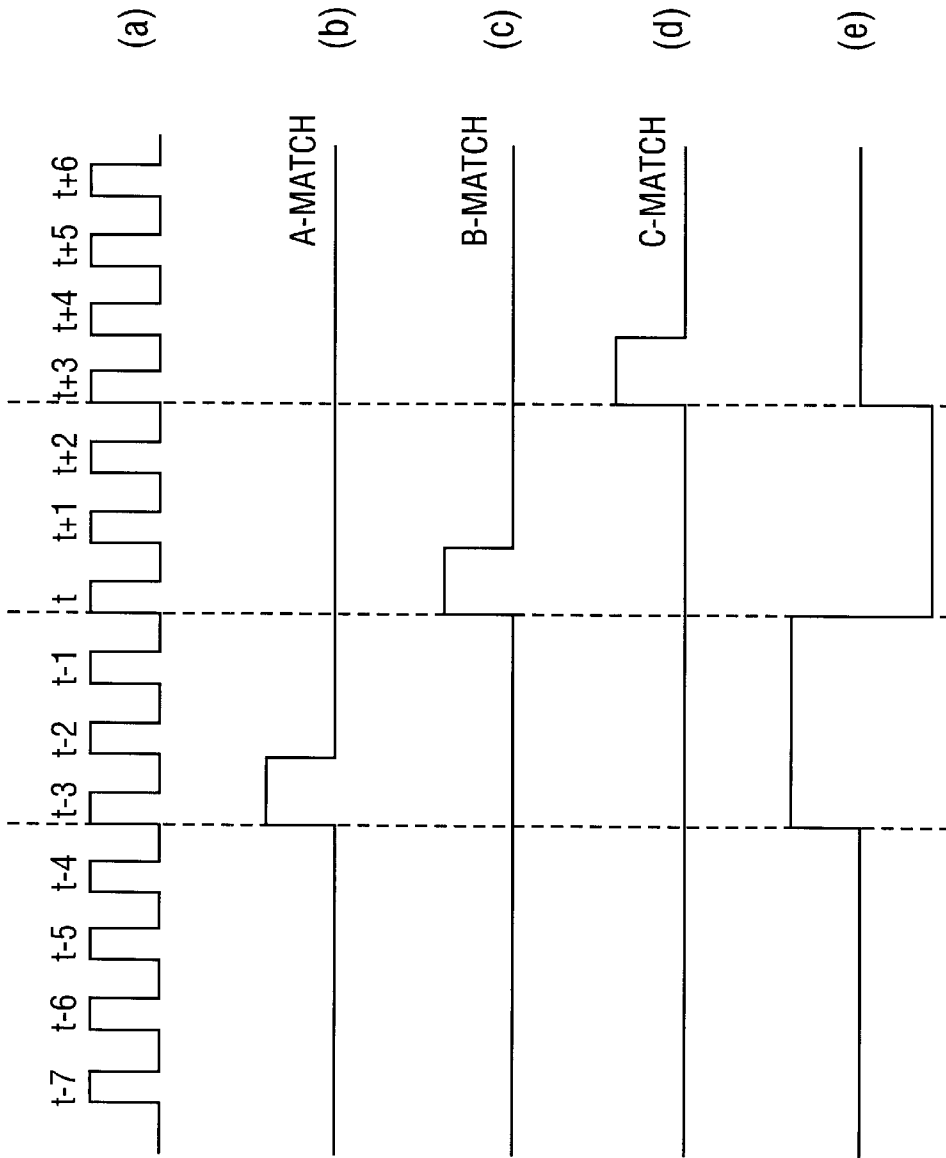 t-7 t-6 t-5 t-4 t-3 t-2 t-1 t t+1 t+2 t+3 t+4 t+5 t+6
(a)
A-MATCH
(b)
B-MATCH
(c)
C-MATCH
(d)
(e)